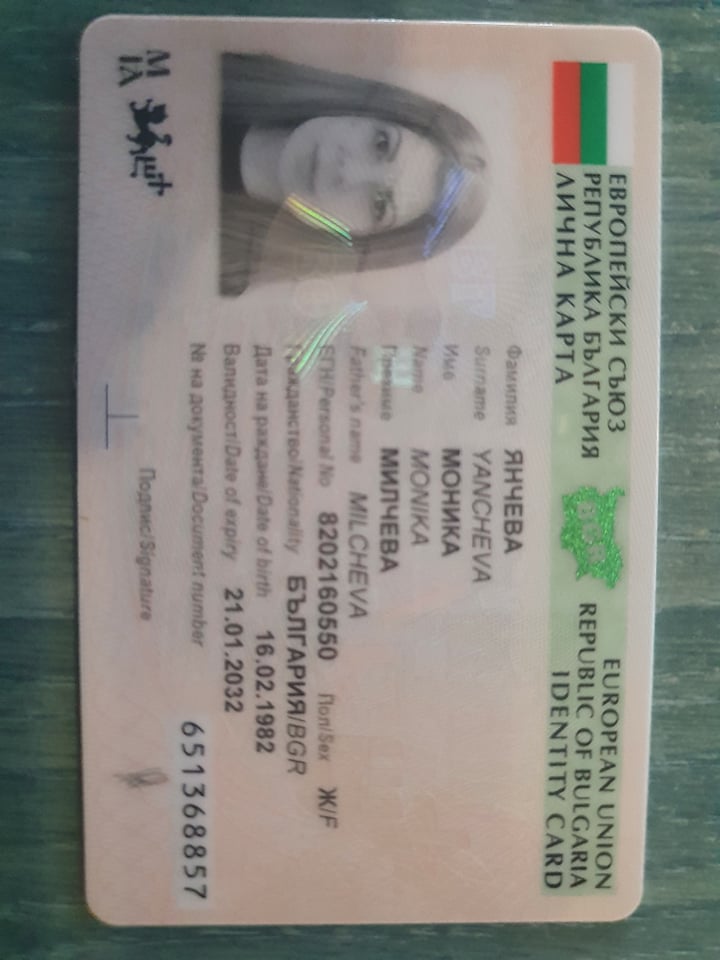 ЕВРОПЕЙСКИ СЪЮЗ EUROPEAN UNION
РЕПУБЛИКА БЪЛГАРИЯ REPUBLIC OF BULGARIA
ЛИЧНА КАРТА IDENTITY CARD
BGR
Фамилия ЯНЧЕВА
Surname YANCHEVA
Име МОНИКА
Name MONIKA
Презиме МИЛЧЕВА
Father's name MILCHEVA
ЕГН/Personal No 8202160550 Пол/Sex Ж/F
Гражданство/Nationality БЪЛГАРИЯ/BGR
Дата на раждане/Date of birth 16.02.1982
Валидност/Date of expiry 21.01.2032
№ на документа/Document number 651368857
Подпис/Signature